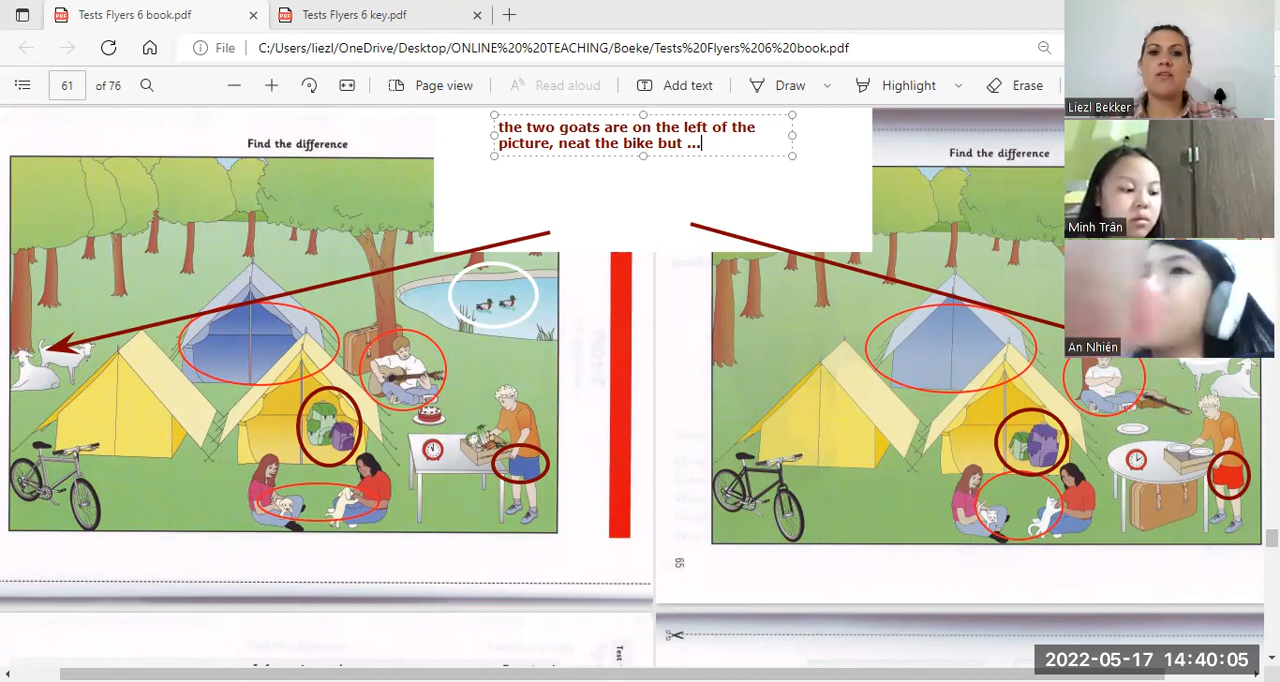 Tests Flyers 6 book.pdf
Tests Flyers 6 key.pdf
File
C:/Users/liezl/OneDrive/Desktop/ONLINE%20%20TEACHING/Boeke/Tests%20Flyers%206%20book.pdf
61 of 76
Page view
Read aloud
Add text
Draw
Highlight
Erase
Liezl Bekker
Minh Trân
An Nhiên
the two goats are on the left of the
picture, neat the bike but ...
Find the difference
Find the difference
65
Test
2022-05-17 14:40:05